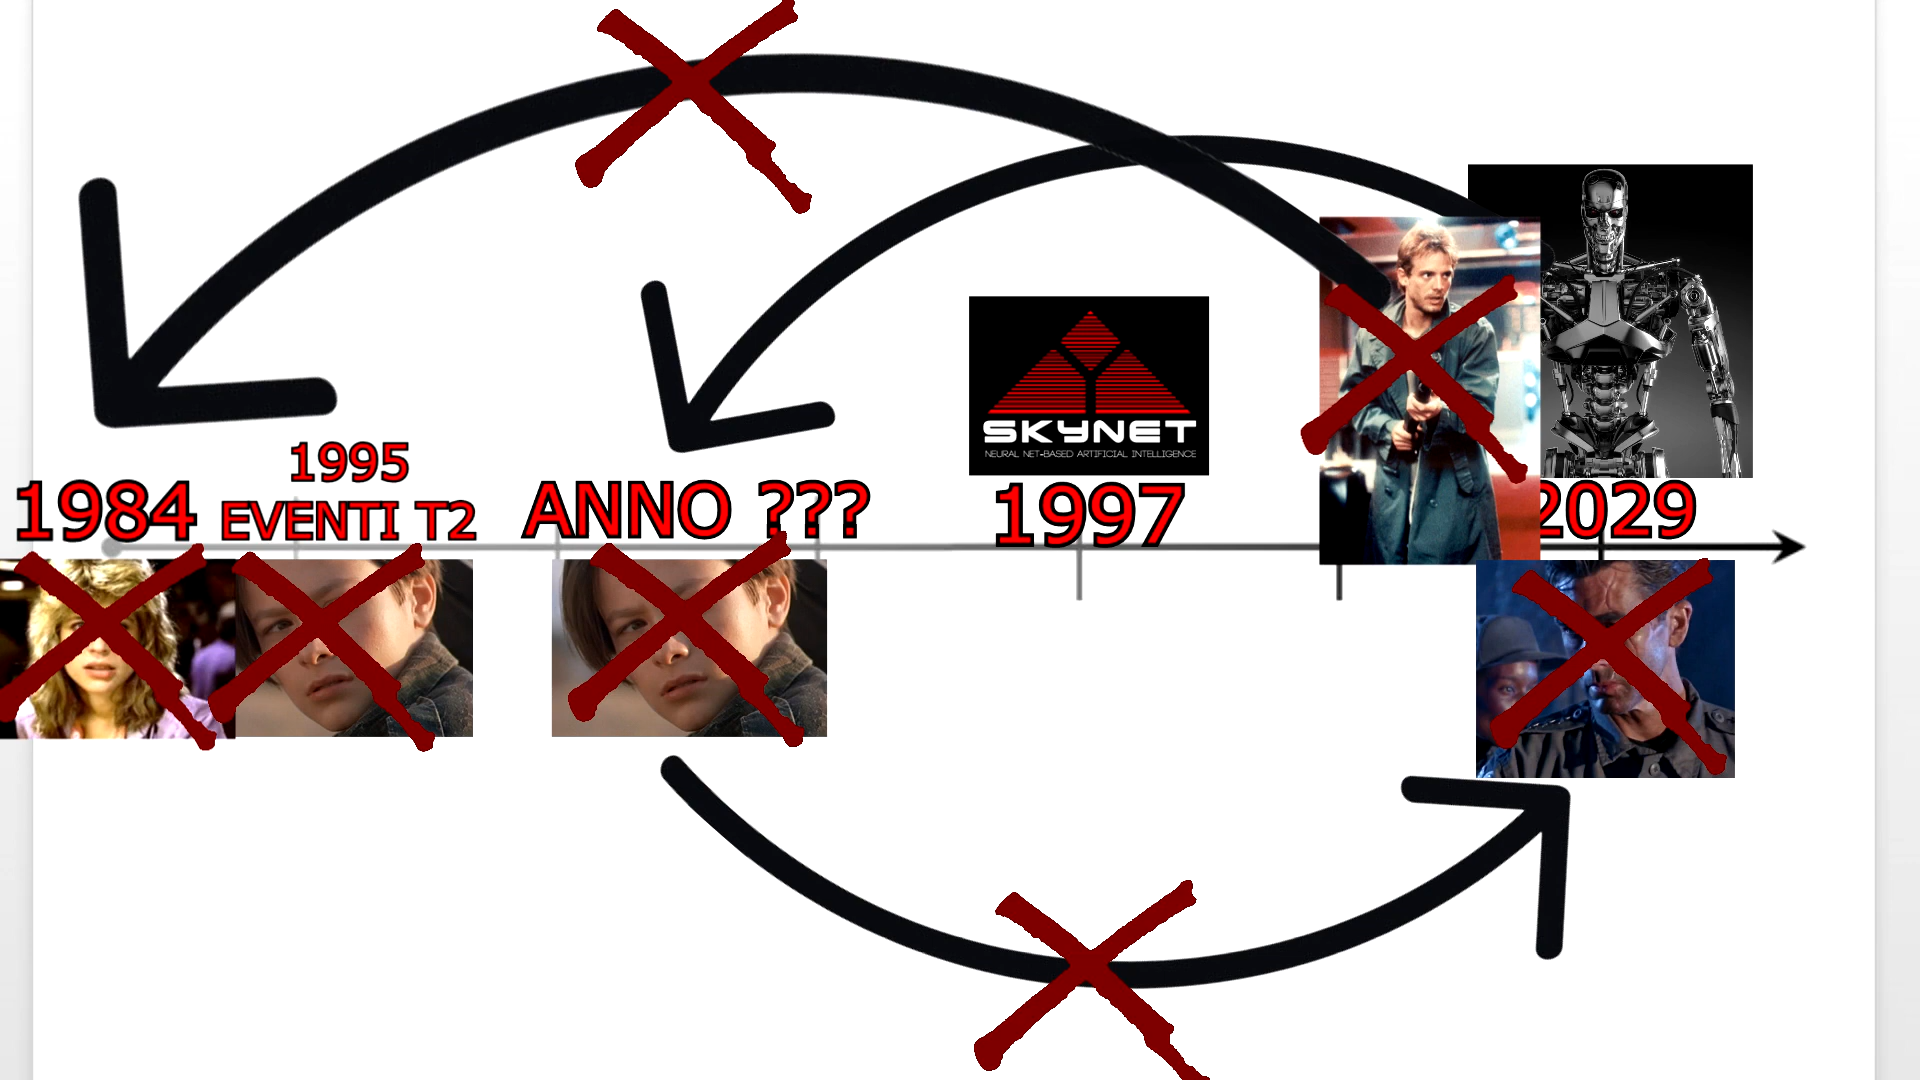 SKYNET
NEURAL NET-BASED ARTIFICIAL INTELLIGENCE
1984
1995
EVENTI T2
ANNO ???
1997
2029